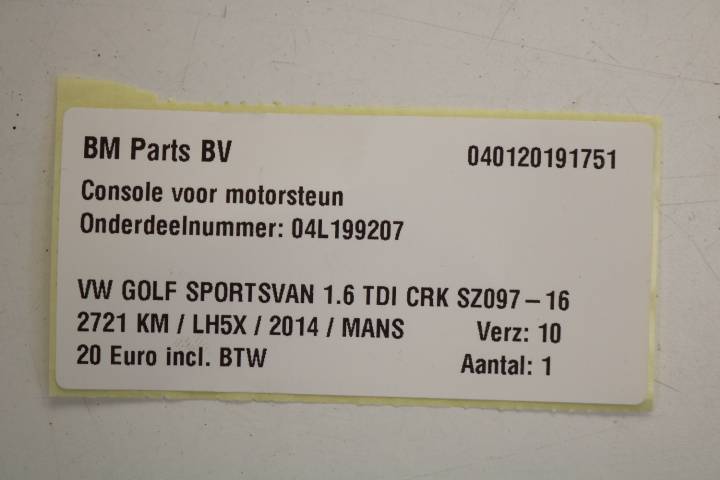 BM Parts BV 040120191751
Console voor motorsteun
Onderdeelnummer: 04L199207
VW GOLF SPORTSVAN 1.6 TDI CRK SZ097-16
2721 KM / LH5X / 2014 / MANS Verz: 10
20 Euro incl. BTW Aantal: 1